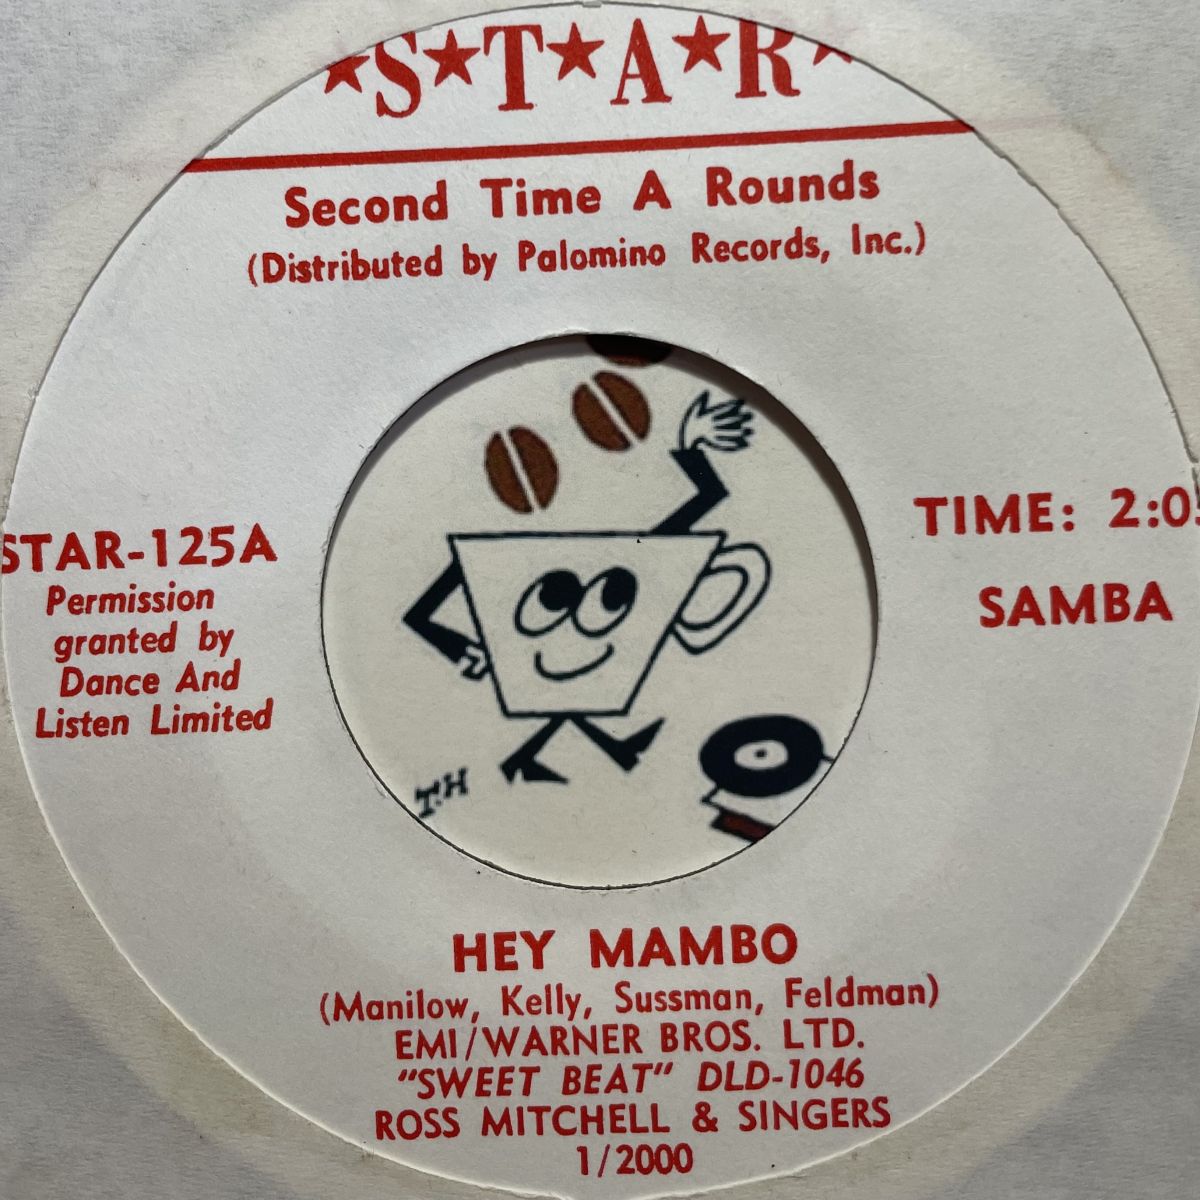 ★S★T★A★R★
Second Time A Rounds
(Distributed by Palomino Records, Inc.)
STAR-125A
Permission
granted by
Dance And
Listen Limited
TIME: 2:05
SAMBA
T.H
HEY MAMBO
(Manilow, Kelly, Sussman, Feldman)
EMI/WARNER BROS. LTD.
"SWEET BEAT" DLD-1046
ROSS MITCHELL & SINGERS
1/2000